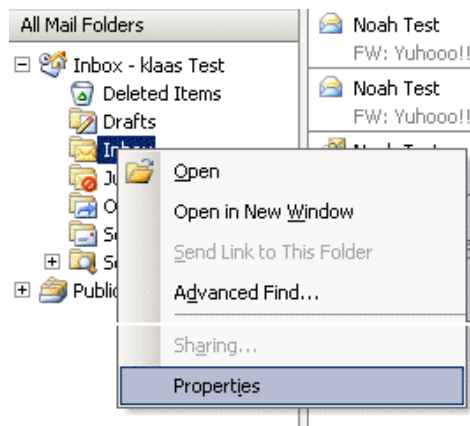 All Mail Folders
Inbox - klaas Test
Deleted Items
Drafts
Public
Noah Test
FW: Yuhooo!!
Noah Test
FW: Yuhooo!!
Open
Open in New Window
Send Link to This Folder
Advanced Find...
Sharing...
Properties